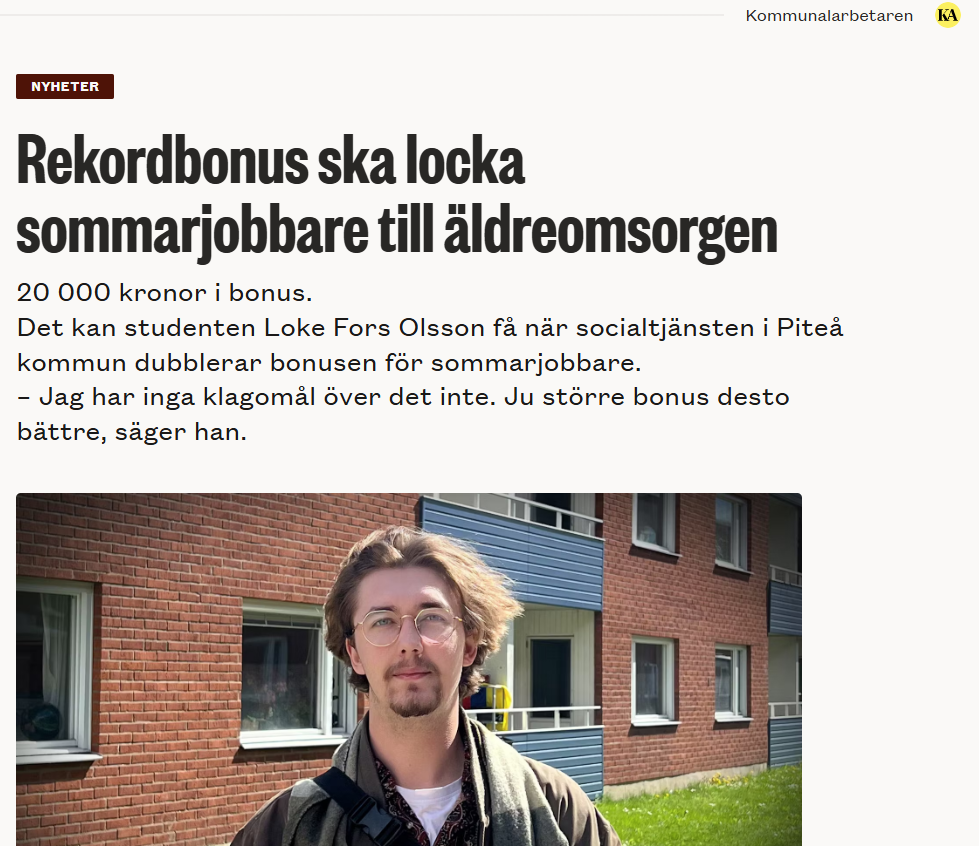 Kommunalarbetaren KA
NYHETER
Rekordbonus ska locka
sommarjobbare till äldreomsorgen
20 000 kronor i bonus.
Det kan studenten Loke Fors Olsson få när socialtjänsten i Piteå
kommun dubblerar bonusen för sommarjobbare.
– Jag har inga klagomål över det inte. Ju större bonus desto
bättre, säger han.